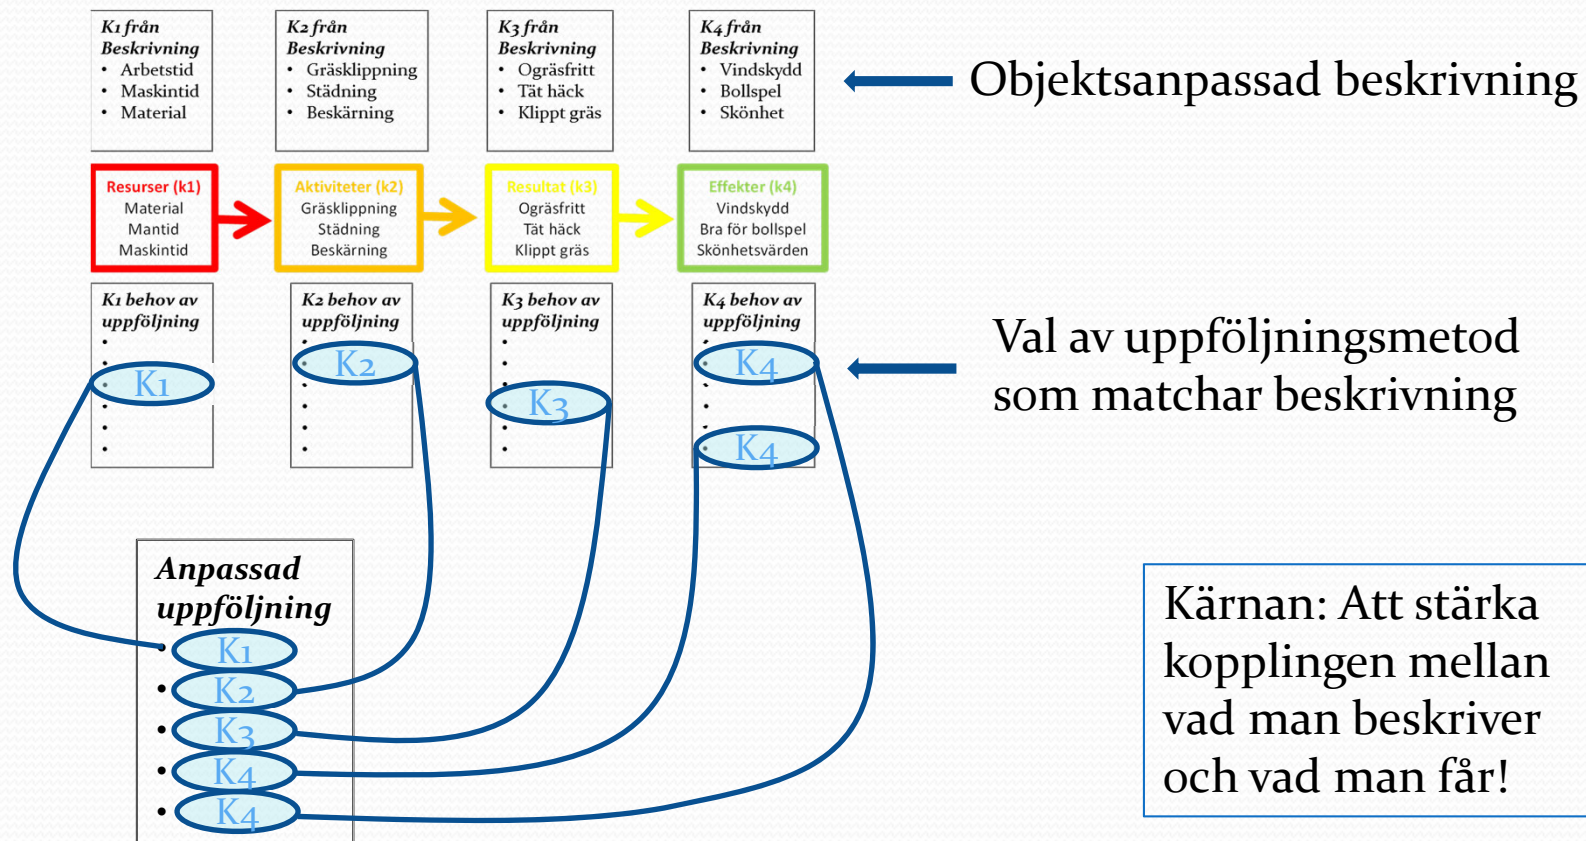 K1 från
Beskrivning
• Arbetstid
• Maskintid
• Material
K2 från
Beskrivning
• Gräsklippning
• Städning
• Beskärning
K3 från
Beskrivning
• Ogräsfritt
• Tät häck
• Klippt gräs
K4 från
Beskrivning
• Vindskydd
• Bollspel
• Skönhet
Objektsanpassad beskrivning
Resurser (k1)
Material
Mantid
Maskintid
Aktiviteter (k2)
Gräsklippning
Städning
Beskärning
Resultat (k3)
Ogräsfritt
Tät häck
Klippt gräs
Effekter (k4)
Vindskydd
Bra för bollspel
Skönhetsvärden
K1 behov av
uppföljning
K1
K2 behov av
uppföljning
K2
K3 behov av
uppföljning
K3
K4 behov av
uppföljning
K4
K4
Val av uppföljningsmetod
som matchar beskrivning
Anpassad
uppföljning
• K1
• K2
• K3
• K4
• K4
Kärnan: Att stärka
kopplingen mellan
vad man beskriver
och vad man får!